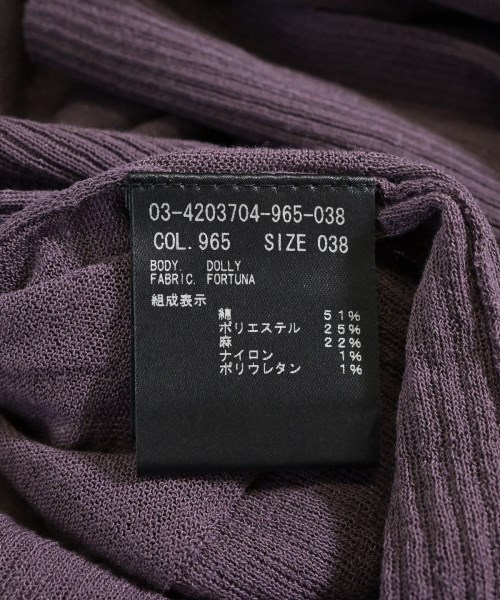 03-4203704-965-038
COL. 965 SIZE 038
BODY. DOLLY
FABRIC. FORTUNA
組成表示
綿 51%
ポリエステル 25%
麻 22%
ナイロン 1%
ポリウレタン 1%